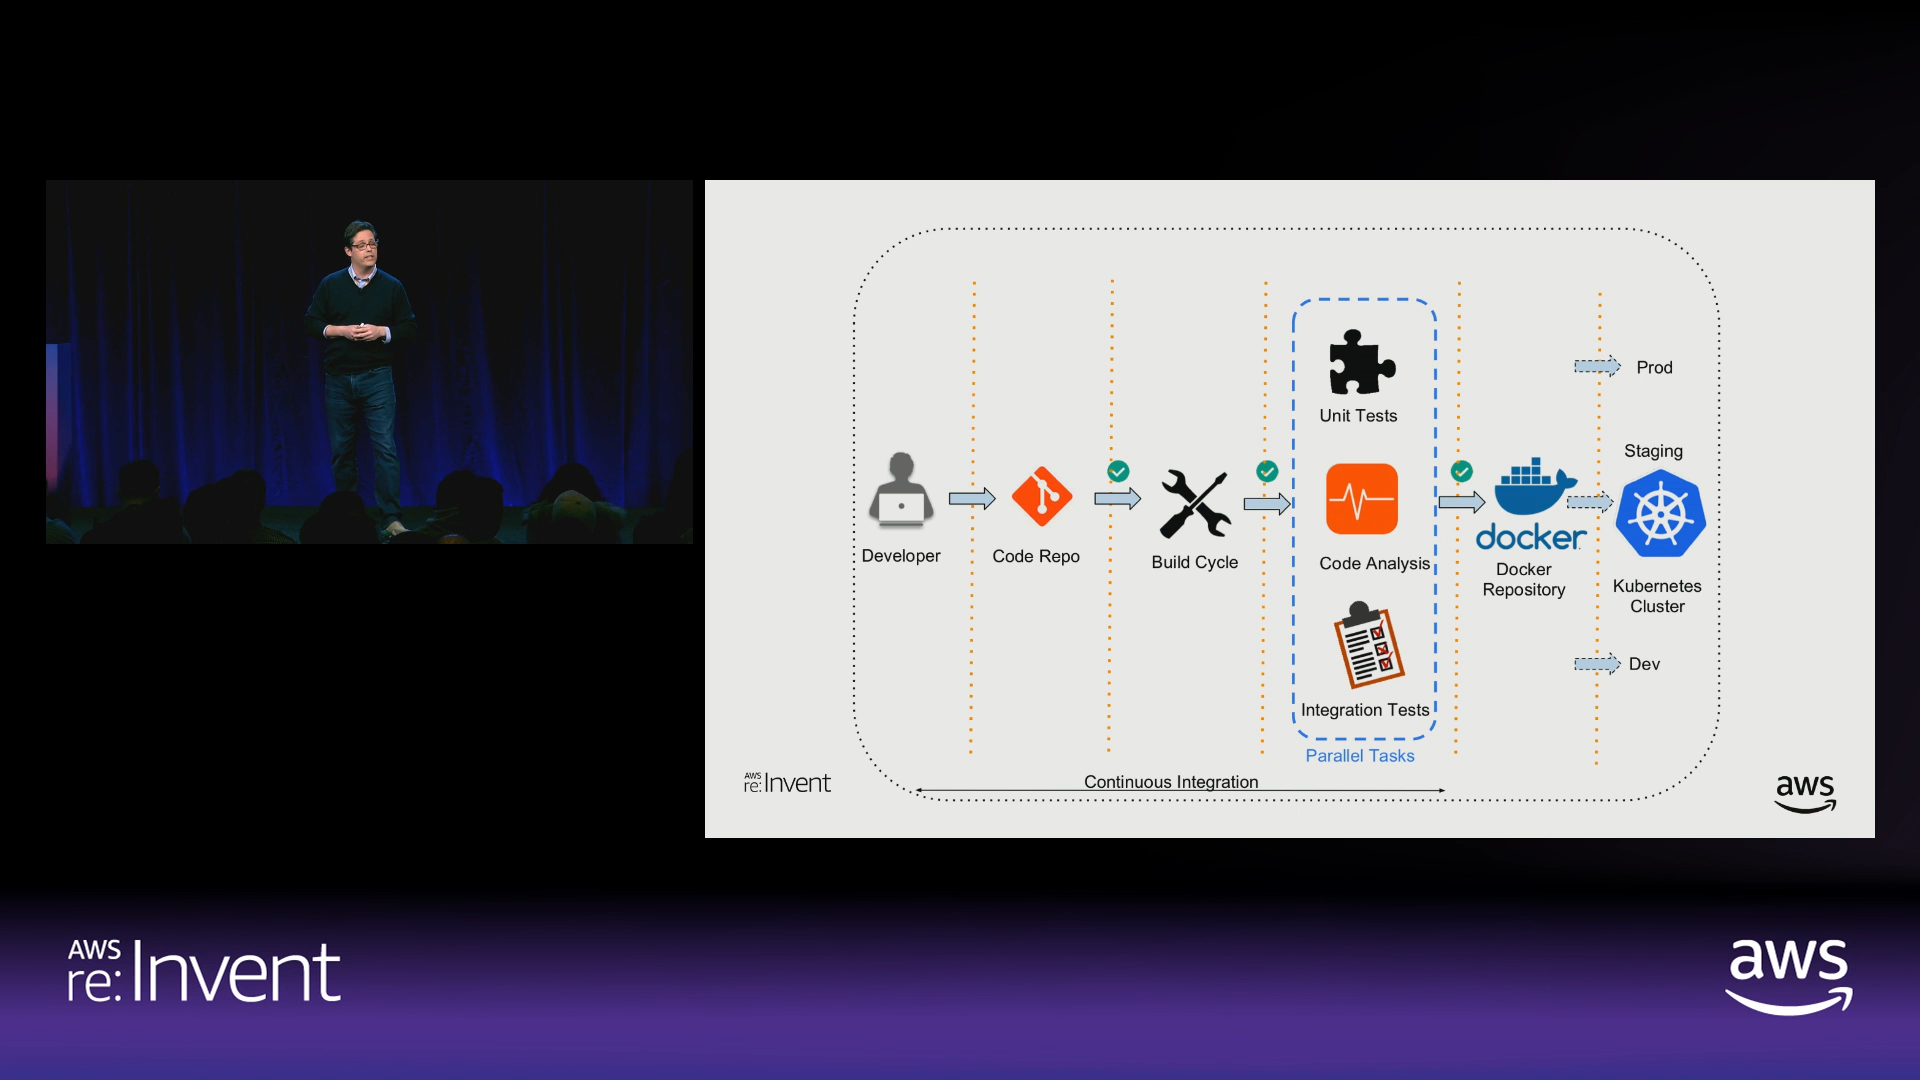 Prod
Unit Tests
Staging
Developer
Code Repo
Build Cycle
Code Analysis
docker
Docker
Repository
Kubernetes
Cluster
Dev
Integration Tests
Parallel Tasks
Continuous Integration
AWS
re:Invent
aws
AWS
re:Invent
aws